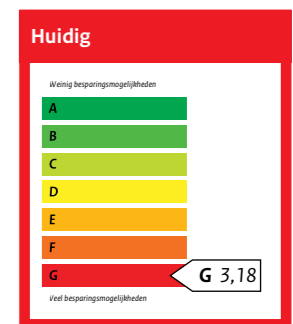 Huidig
Weinig besparingsmogelijkheden
A
B
C
D
E
F
G G 3,18
Veel besparingsmogelijkheden